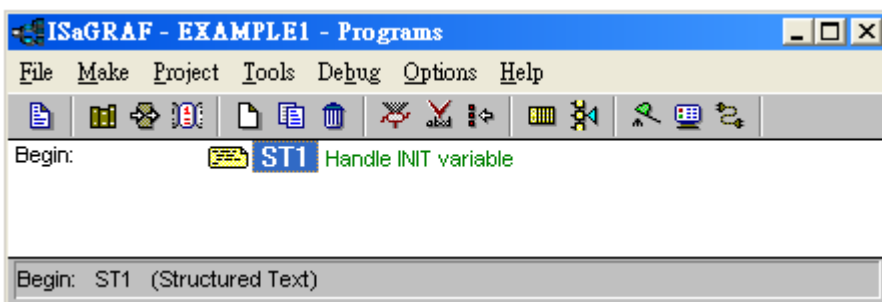 ISaGRAF - EXAMPLE1 - Programs
File Make Project Tools Debug Options Help
Begin: ST1 Handle INIT variable
Begin: ST1 (Structured Text)